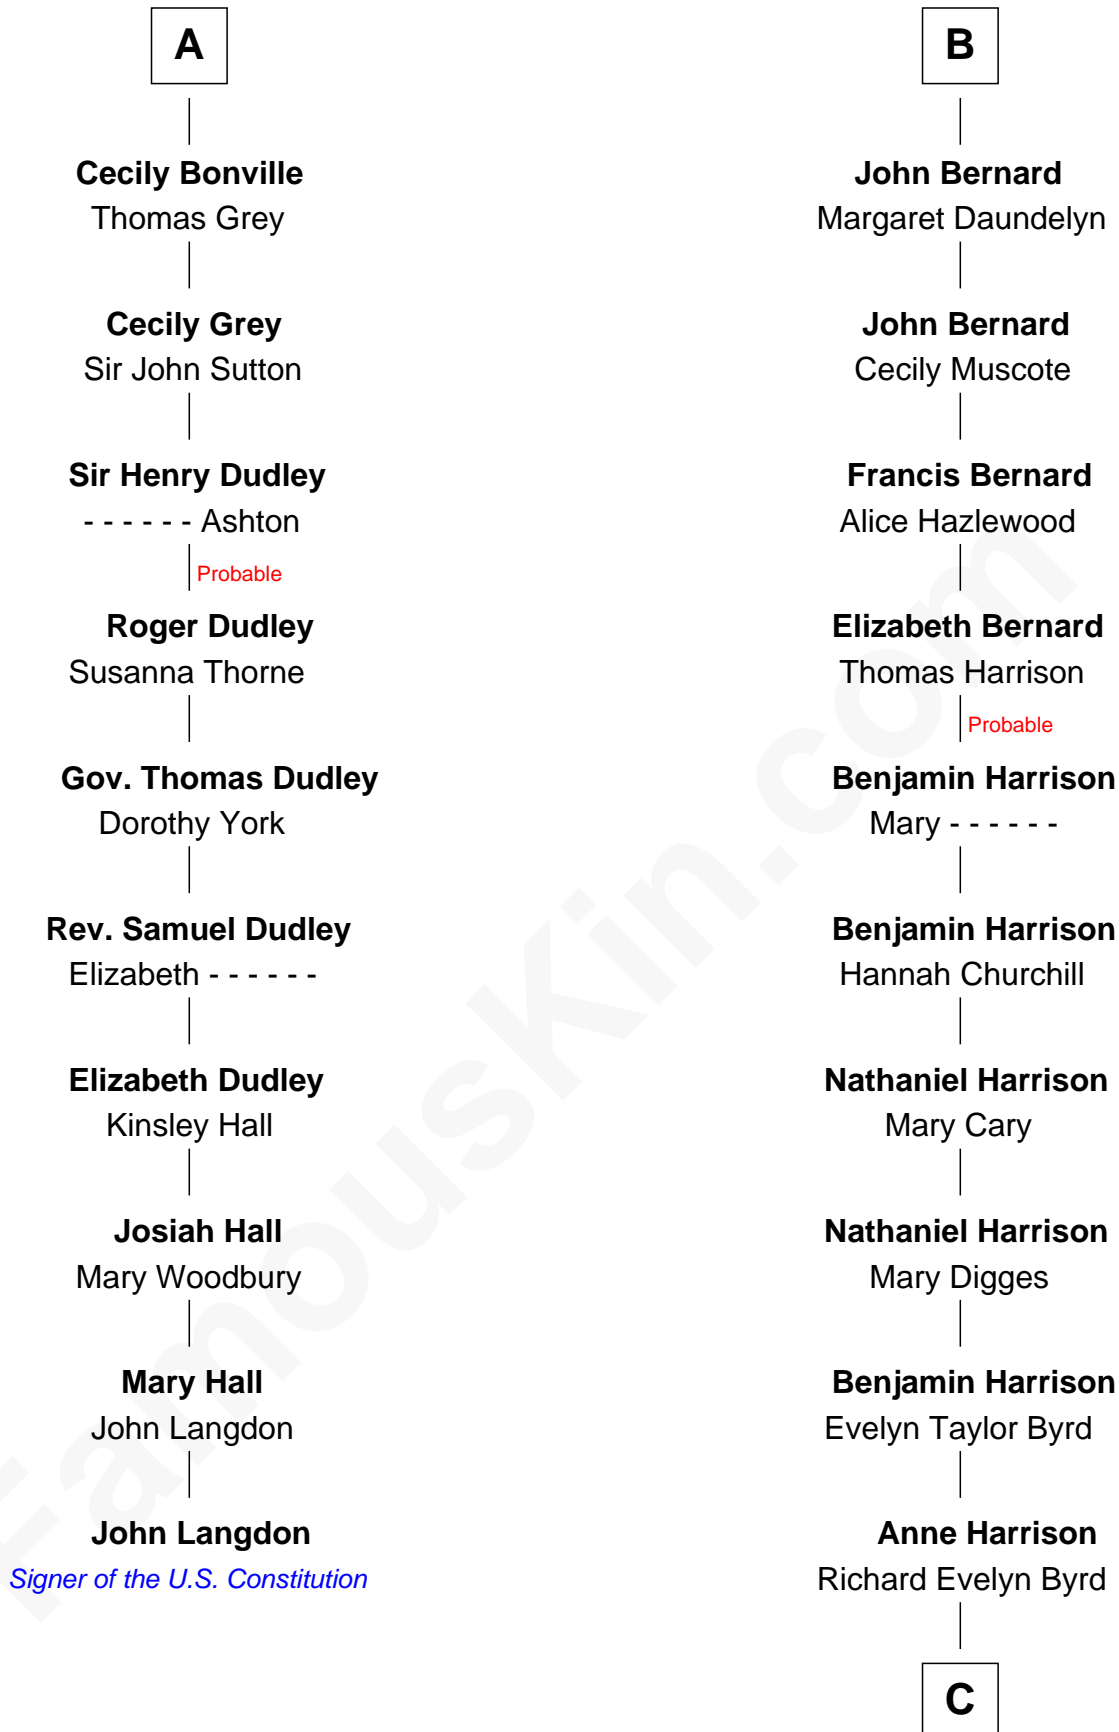 A
Cecily Bonville
Thomas Grey
Cecily Grey
Sir John Sutton
Sir Henry Dudley
- - - - - - Ashton
Probable
Roger Dudley
Susanna Thorne
Gov. Thomas Dudley
Dorothy York
Rev. Samuel Dudley
Elizabeth - - - - - -
Elizabeth Dudley
Kinsley Hall
Josiah Hall
Mary Woodbury
Mary Hall
John Langdon
John Langdon
Signer of the U.S. Constitution
B
John Bernard
Margaret Daundelyn
John Bernard
Cecily Muscote
Francis Bernard
Alice Hazlewood
Elizabeth Bernard
Thomas Harrison
Probable
Benjamin Harrison
Mary - - - - - -
Benjamin Harrison
Hannah Churchill
Nathaniel Harrison
Mary Cary
Nathaniel Harrison
Mary Digges
Benjamin Harrison
Evelyn Taylor Byrd
Anne Harrison
Richard Evelyn Byrd
C
FamousKin.com